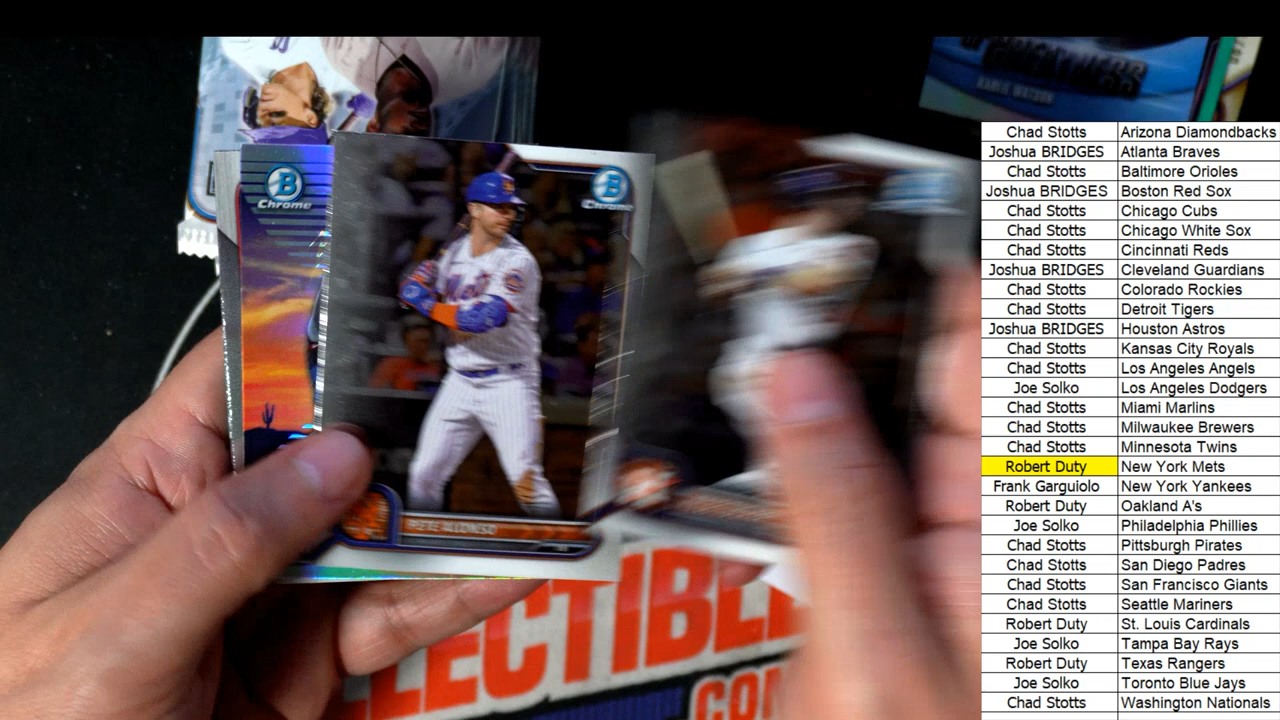 KAHLIL WATSON
B
Chrome
B
Chrome
Mets
PETE ALONSO
LECTIBLE
COM
Chad Stotts Arizona Diamondbacks
Joshua BRIDGES Atlanta Braves
Chad Stotts Baltimore Orioles
Joshua BRIDGES Boston Red Sox
Chad Stotts Chicago Cubs
Chad Stotts Chicago White Sox
Chad Stotts Cincinnati Reds
Joshua BRIDGES Cleveland Guardians
Chad Stotts Colorado Rockies
Chad Stotts Detroit Tigers
Joshua BRIDGES Houston Astros
Chad Stotts Kansas City Royals
Chad Stotts Los Angeles Angels
Joe Solko Los Angeles Dodgers
Chad Stotts Miami Marlins
Chad Stotts Milwaukee Brewers
Chad Stotts Minnesota Twins
Robert Duty New York Mets
Frank Garguiolo New York Yankees
Robert Duty Oakland A's
Joe Solko Philadelphia Phillies
Chad Stotts Pittsburgh Pirates
Chad Stotts San Diego Padres
Chad Stotts San Francisco Giants
Chad Stotts Seattle Mariners
Robert Duty St. Louis Cardinals
Joe Solko Tampa Bay Rays
Robert Duty Texas Rangers
Joe Solko Toronto Blue Jays
Chad Stotts Washington Nationals